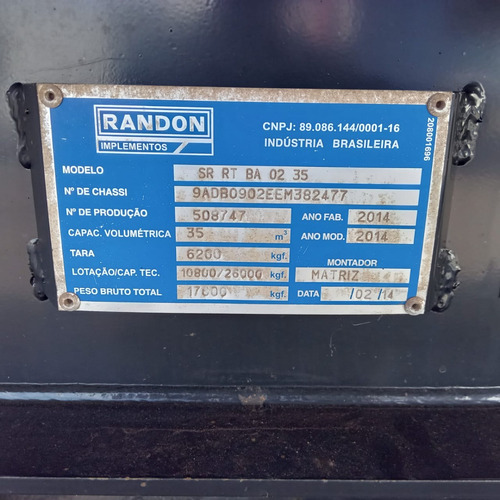 RANDON
IMPLEMENTOS
CNPJ: 89.086.144/0001-16
INDÚSTRIA BRASILEIRA
208001696
MODELO SR RT BA 02 35
Nº DE CHASSI 9ADB0902EEM382477
Nº DE PRODUÇÃO 508747 ANO FAB. 2014
CAPAC. VOLUMÉTRICA 35 m³ ANO MOD. 2014
TARA 6200 kgf. MONTADOR
LOTAÇÃO/CAP. TEC. 10800/26000 kgf. MATRIZ
PESO BRUTO TOTAL kgf. DATA /02/14